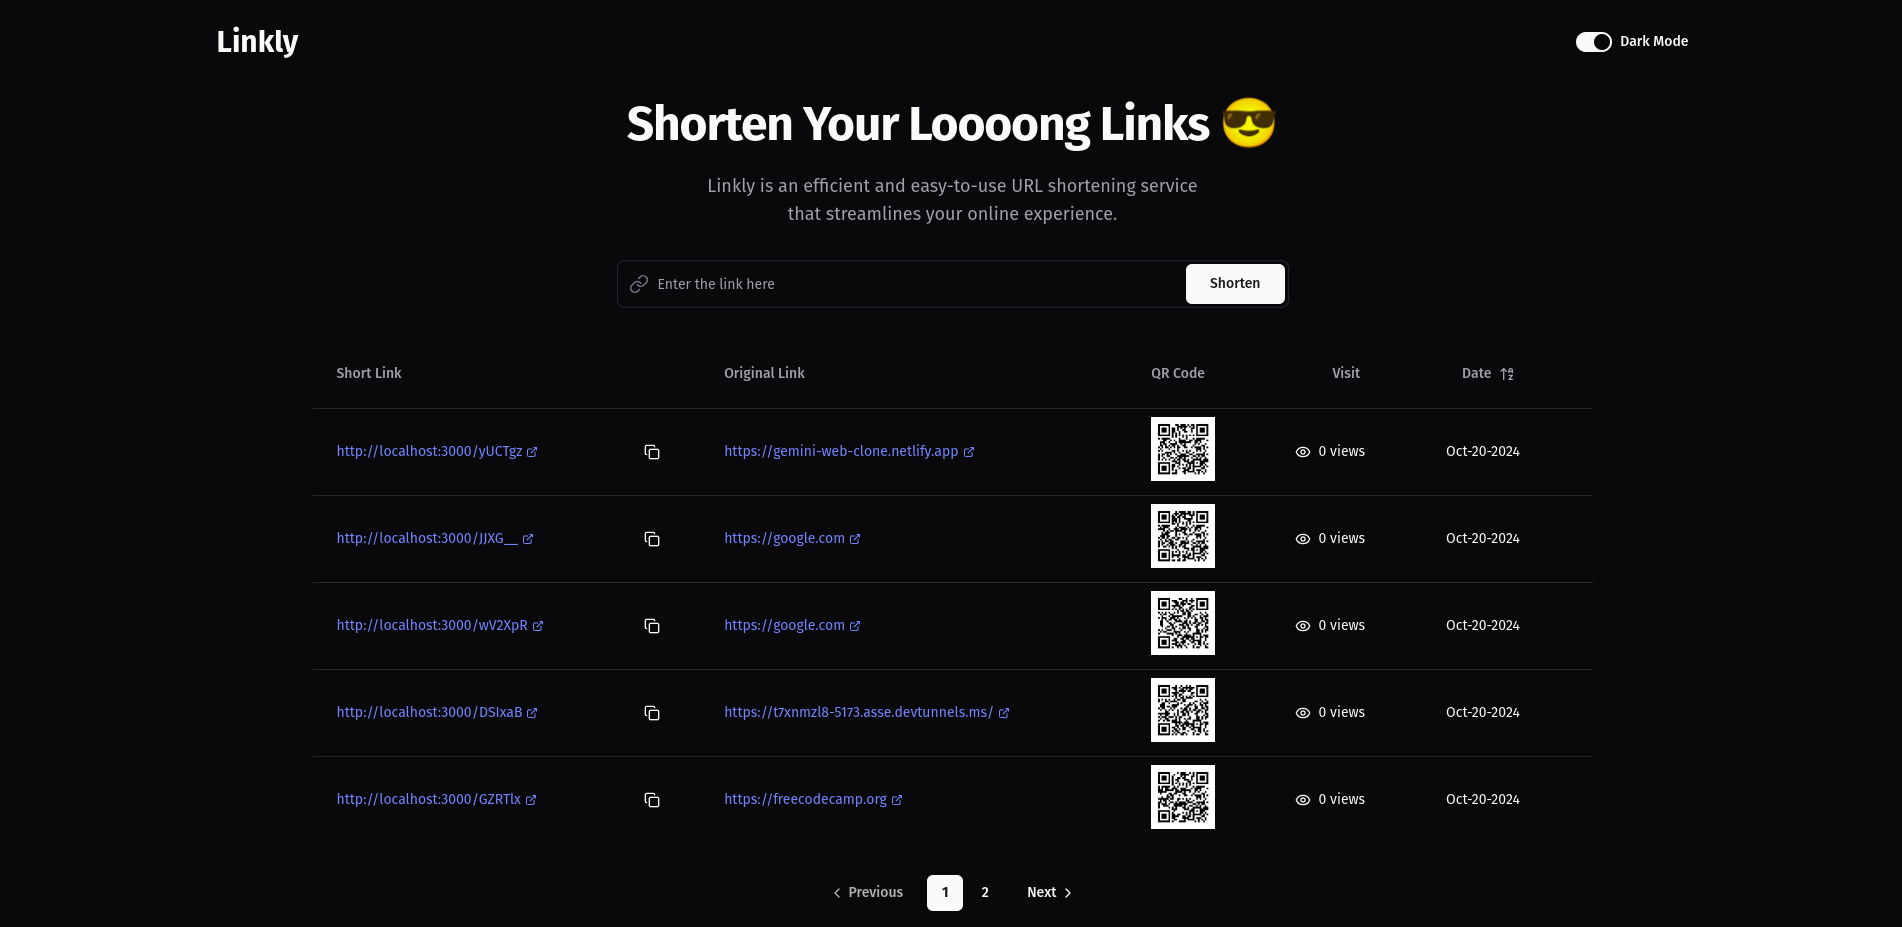 Linkly
Dark Mode
Shorten Your Loooong Links 😎
Linkly is an efficient and easy-to-use URL shortening service
that streamlines your online experience.
Enter the link here
Shorten
Short Link Original Link QR Code Visit Date
http://localhost:3000/yUCTgz https://gemini-web-clone.netlify.app 0 views Oct-20-2024
http://localhost:3000/JJXG__ https://google.com 0 views Oct-20-2024
http://localhost:3000/wV2XpR https://google.com 0 views Oct-20-2024
http://localhost:3000/DSIxaB https://t7xnmzl8-5173.asse.devtunnels.ms/ 0 views Oct-20-2024
http://localhost:3000/GZRTlx https://freecodecamp.org 0 views Oct-20-2024
Previous 1 2 Next